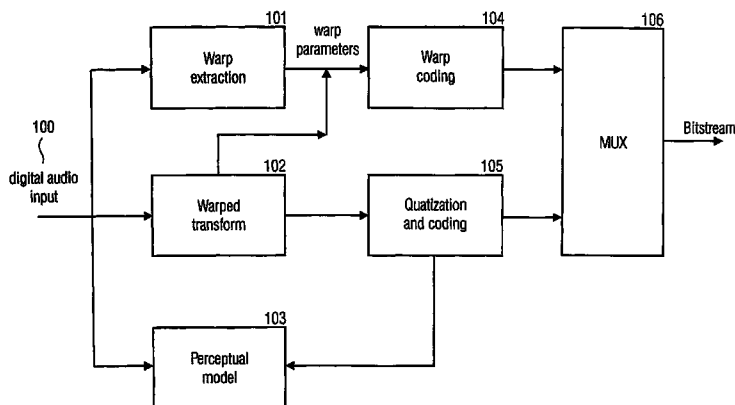 101
Warp
extraction
warp
parameters
104
Warp
coding
106
MUX
Bitstream
100
digital audio
input
102
Warped
transform
105
Quatization
and coding
103
Perceptual
model